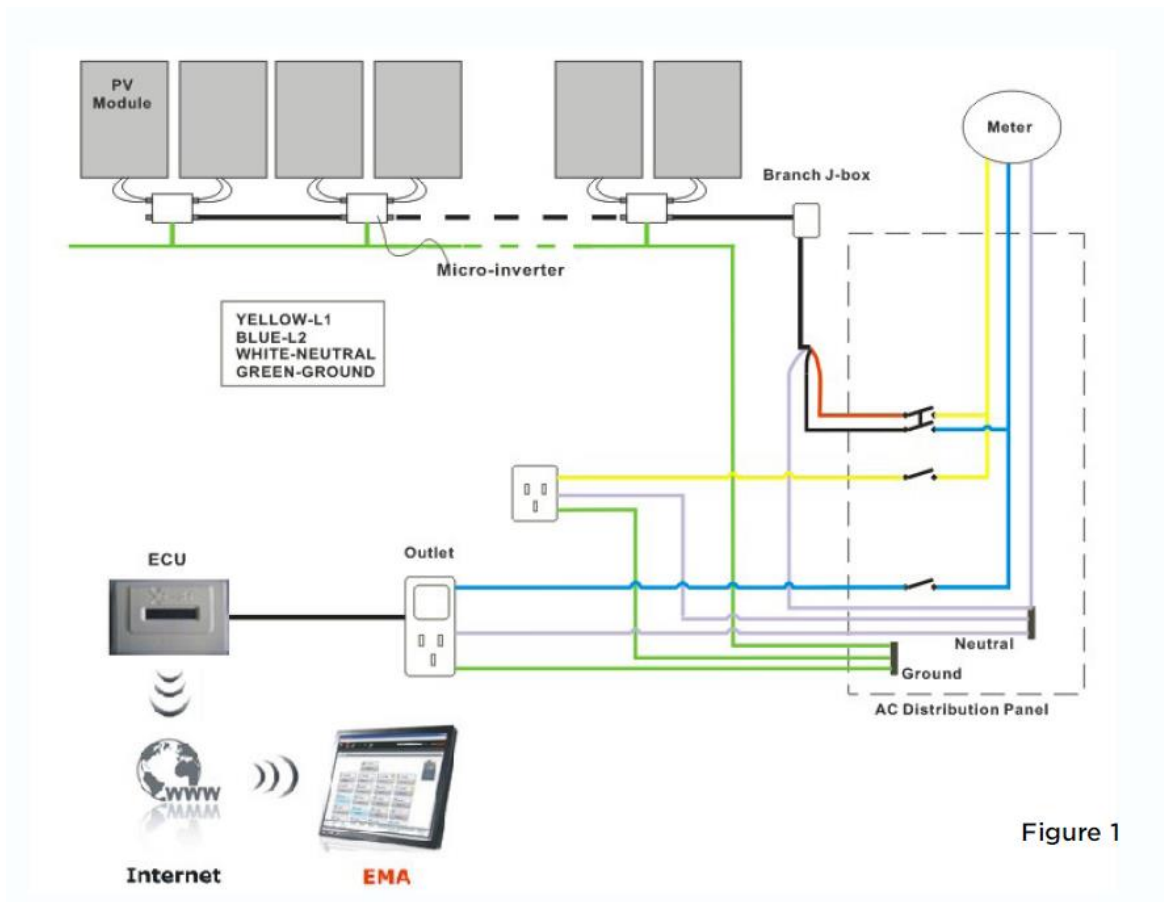 PV
Module
Meter
Branch J-box
Micro-inverter
YELLOW-L1
BLUE-L2
WHITE-NEUTRAL
GREEN-GROUND
ECU
Outlet
Neutral
Ground
AC Distribution Panel
WWW
Figure 1
Internet
EMA